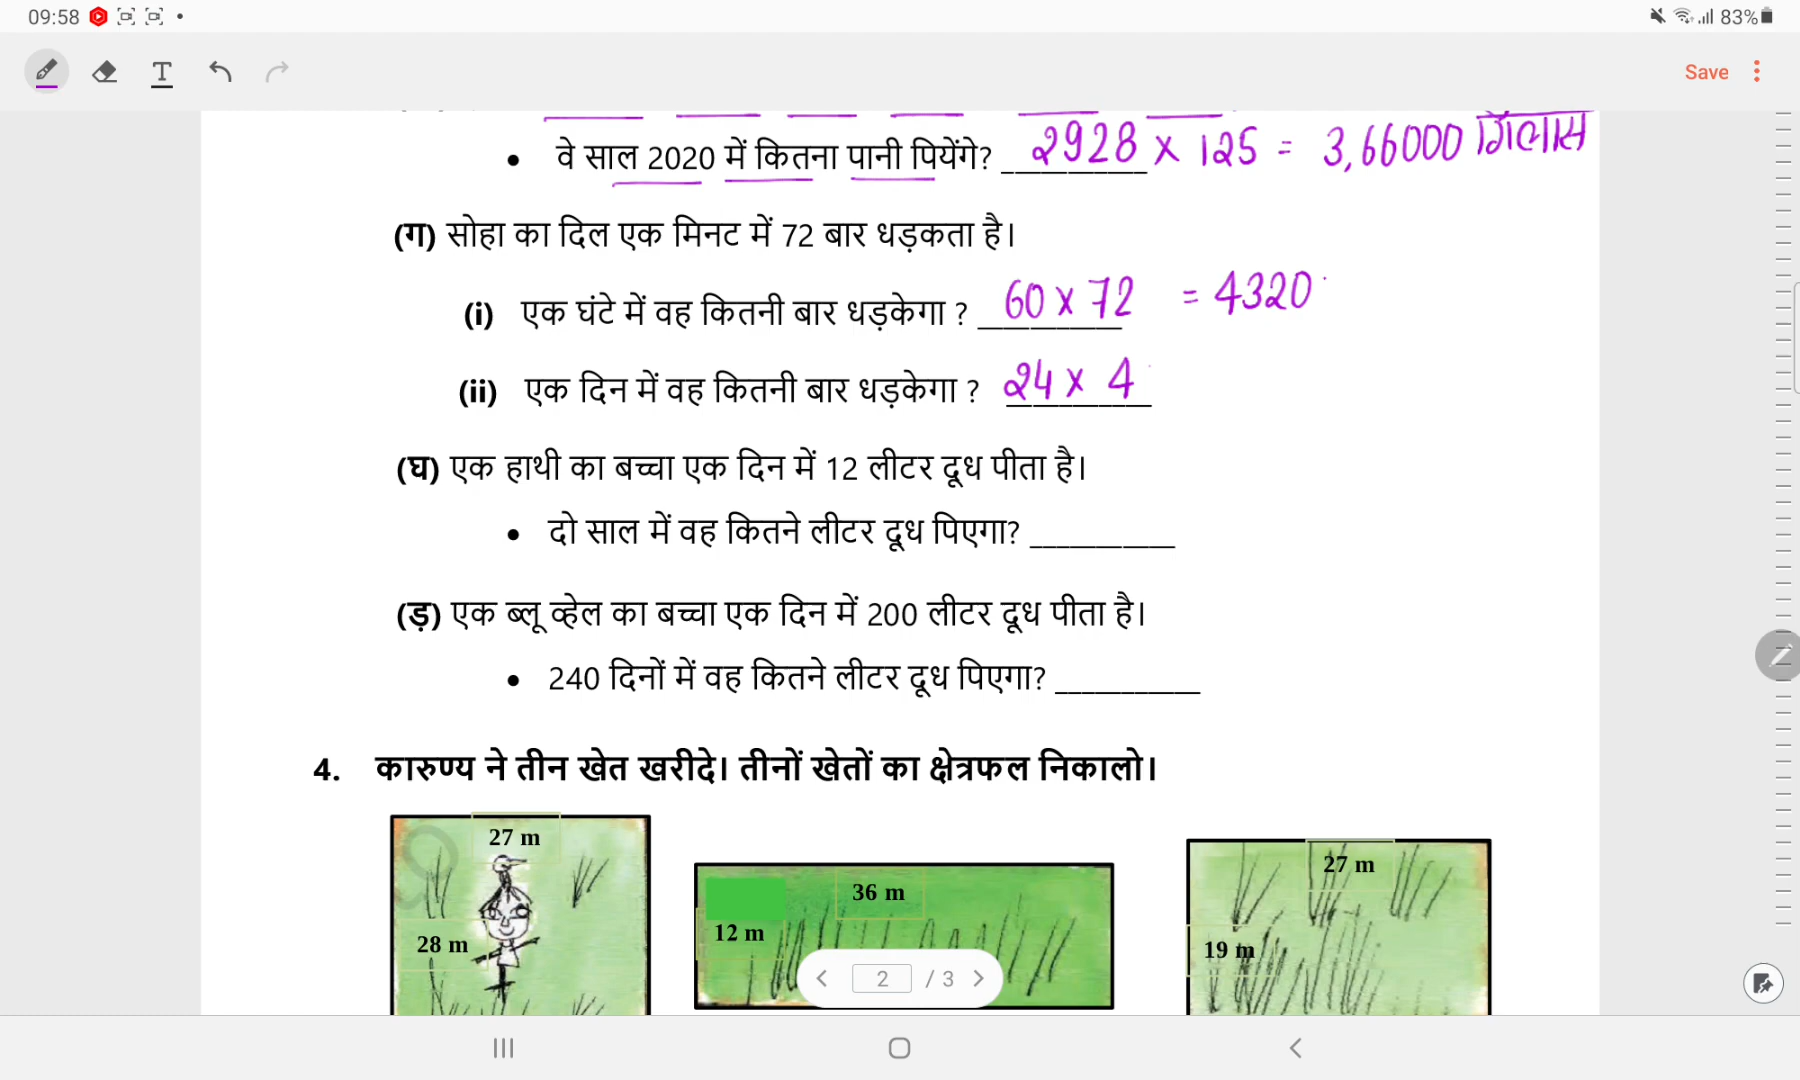 09:58
83%
Save
वे साल 2020 में कितना पानी पियेंगे? 2928 × 125 = 3,66000 गिलास
(ग) सोहा का दिल एक मिनट में 72 बार धड़कता है।
(i) एक घंटे में वह कितनी बार धड़केगा ? 60 × 72 = 4320
(ii) एक दिन में वह कितनी बार धड़केगा ? 24 × 4
(घ) एक हाथी का बच्चा एक दिन में 12 लीटर दूध पीता है।
• दो साल में वह कितने लीटर दूध पिएगा? ________
(ड़) एक ब्लू व्हेल का बच्चा एक दिन में 200 लीटर दूध पीता है।
• 240 दिनों में वह कितने लीटर दूध पिएगा? ________
4. कारुण्य ने तीन खेत खरीदे। तीनों खेतों का क्षेत्रफल निकालो।
27 m
28 m
36 m
12 m
27 m
19 m
2 / 3